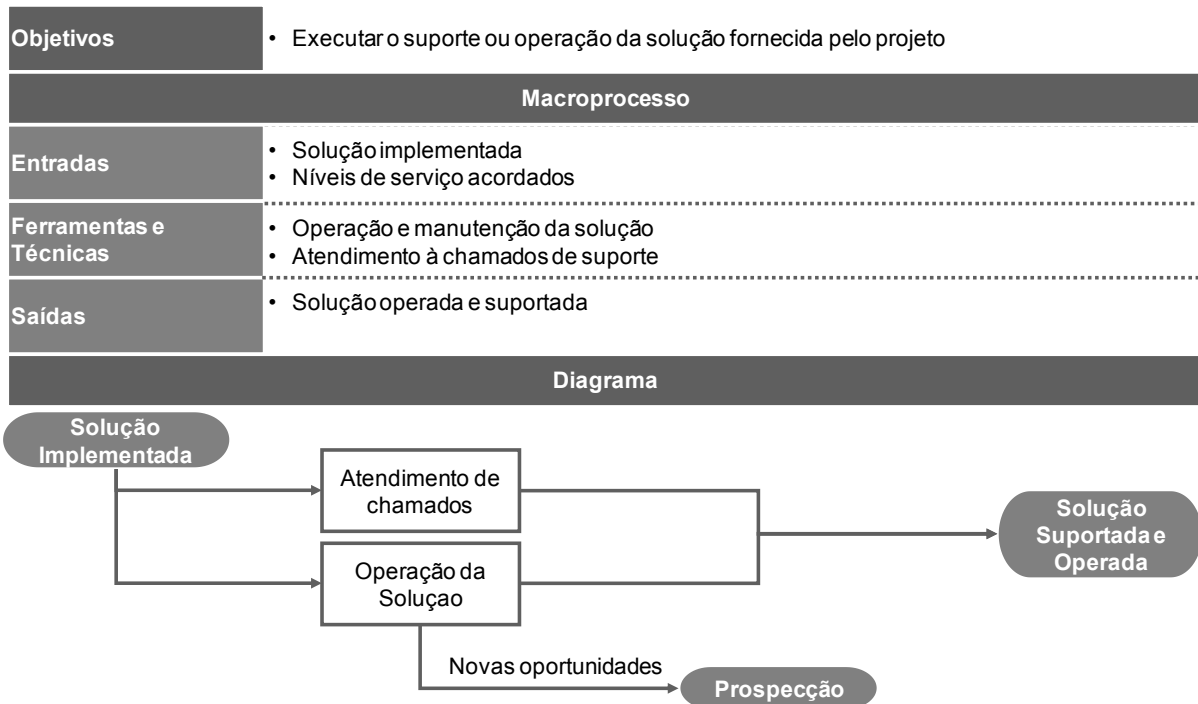 Objetivos
• Executar o suporte ou operação da solução fornecida pelo projeto
Macroprocesso
Entradas
• Solução implementada
• Níveis de serviço acordados
Ferramentas e
Técnicas
• Operação e manutenção da solução
• Atendimento à chamados de suporte
Saídas
• Solução operada e suportada
Diagrama
Solução
Implementada
Atendimento de
chamados
Operação da
Soluçao
Solução
Suportada e
Operada
Novas oportunidades
Prospecção